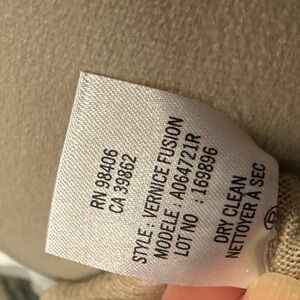 RN 98406
CA 39862
STYLE : VERNICE FUSION
MODELE : A064721R
LOT NO : 169896
DRY CLEAN
NETTOYER À SEC